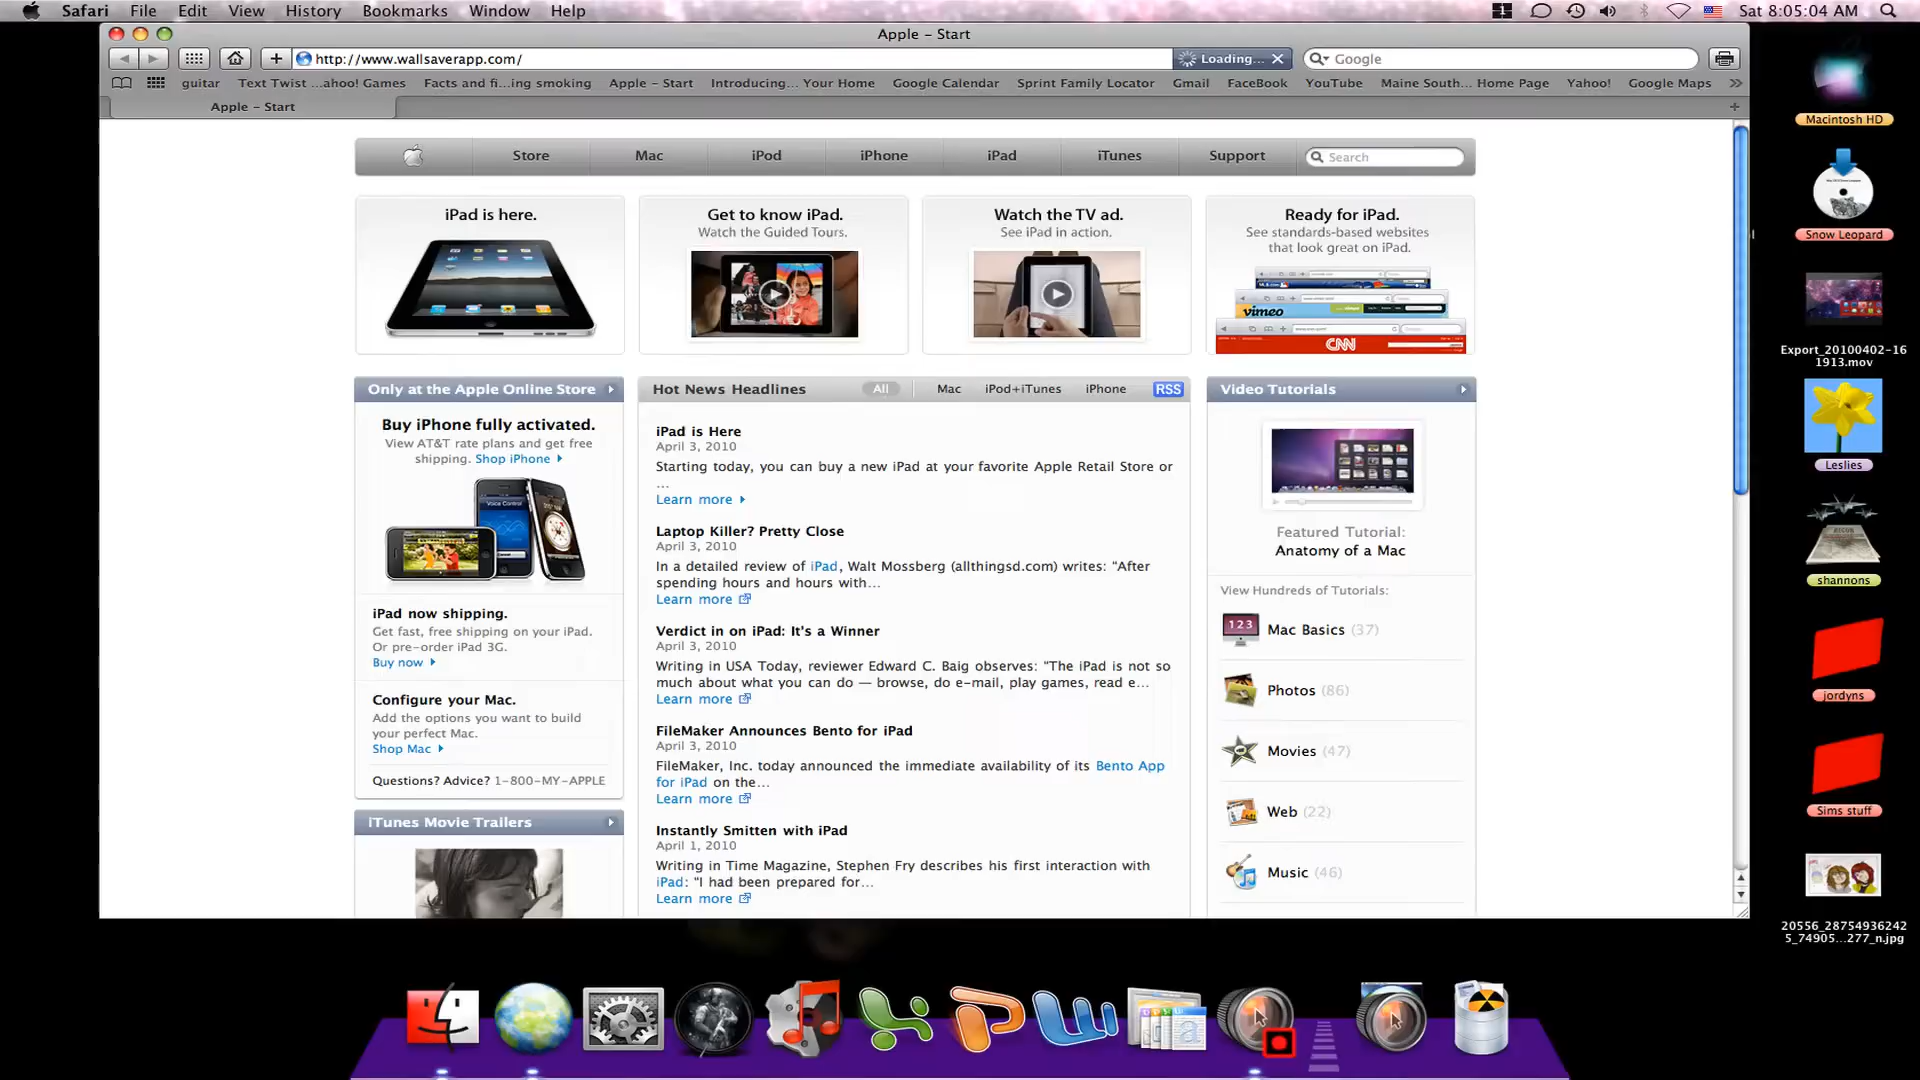 Safari File Edit View History Bookmarks Window Help
1 Sat 8:05:04 AM
Apple – Start
http://www.wallsaverapp.com/
Loading...
Google
guitar Text Twist ...ahoo! Games Facts and fi...ing smoking Apple – Start Introducing... Your Home Google Calendar Sprint Family Locator Gmail FaceBook YouTube Maine South... Home Page Yahoo! Google Maps
Apple – Start
Store Mac iPod iPhone iPad iTunes Support Search
iPad is here.
Get to know iPad.
Watch the Guided Tours.
Watch the TV ad.
See iPad in action.
Ready for iPad.
See standards-based websites
that look great on iPad.
vimeo
CNN
Only at the Apple Online Store
Buy iPhone fully activated.
View AT&T rate plans and get free
shipping. Shop iPhone
Voice Control
iPad now shipping.
Get fast, free shipping on your iPad.
Or pre-order iPad 3G.
Buy now
Configure your Mac.
Add the options you want to build
your perfect Mac.
Shop Mac
Questions? Advice? 1-800-MY-APPLE
iTunes Movie Trailers
Hot News Headlines All Mac iPod+iTunes iPhone RSS
iPad is Here
April 3, 2010
Starting today, you can buy a new iPad at your favorite Apple Retail Store or
...
Learn more
Laptop Killer? Pretty Close
April 3, 2010
In a detailed review of iPad, Walt Mossberg (allthingsd.com) writes: “After
spending hours and hours with...
Learn more
Verdict in on iPad: It's a Winner
April 3, 2010
Writing in USA Today, reviewer Edward C. Baig observes: “The iPad is not so
much about what you can do — browse, do e-mail, play games, read e...
Learn more
FileMaker Announces Bento for iPad
April 3, 2010
FileMaker, Inc. today announced the immediate availability of its Bento App
for iPad on the...
Learn more
Instantly Smitten with iPad
April 1, 2010
Writing in Time Magazine, Stephen Fry describes his first interaction with
iPad: “I had been prepared for...
Learn more
Video Tutorials
Featured Tutorial:
Anatomy of a Mac
View Hundreds of Tutorials:
123
Mac Basics (37)
Photos (86)
Movies (47)
Web (22)
Music (46)
Macintosh HD
Snow Leopard
Export_20100402-16
1913.mov
Leslies
shannons
jordyns
Sims stuff
20556_28754936242
5_74905...277_n.jpg